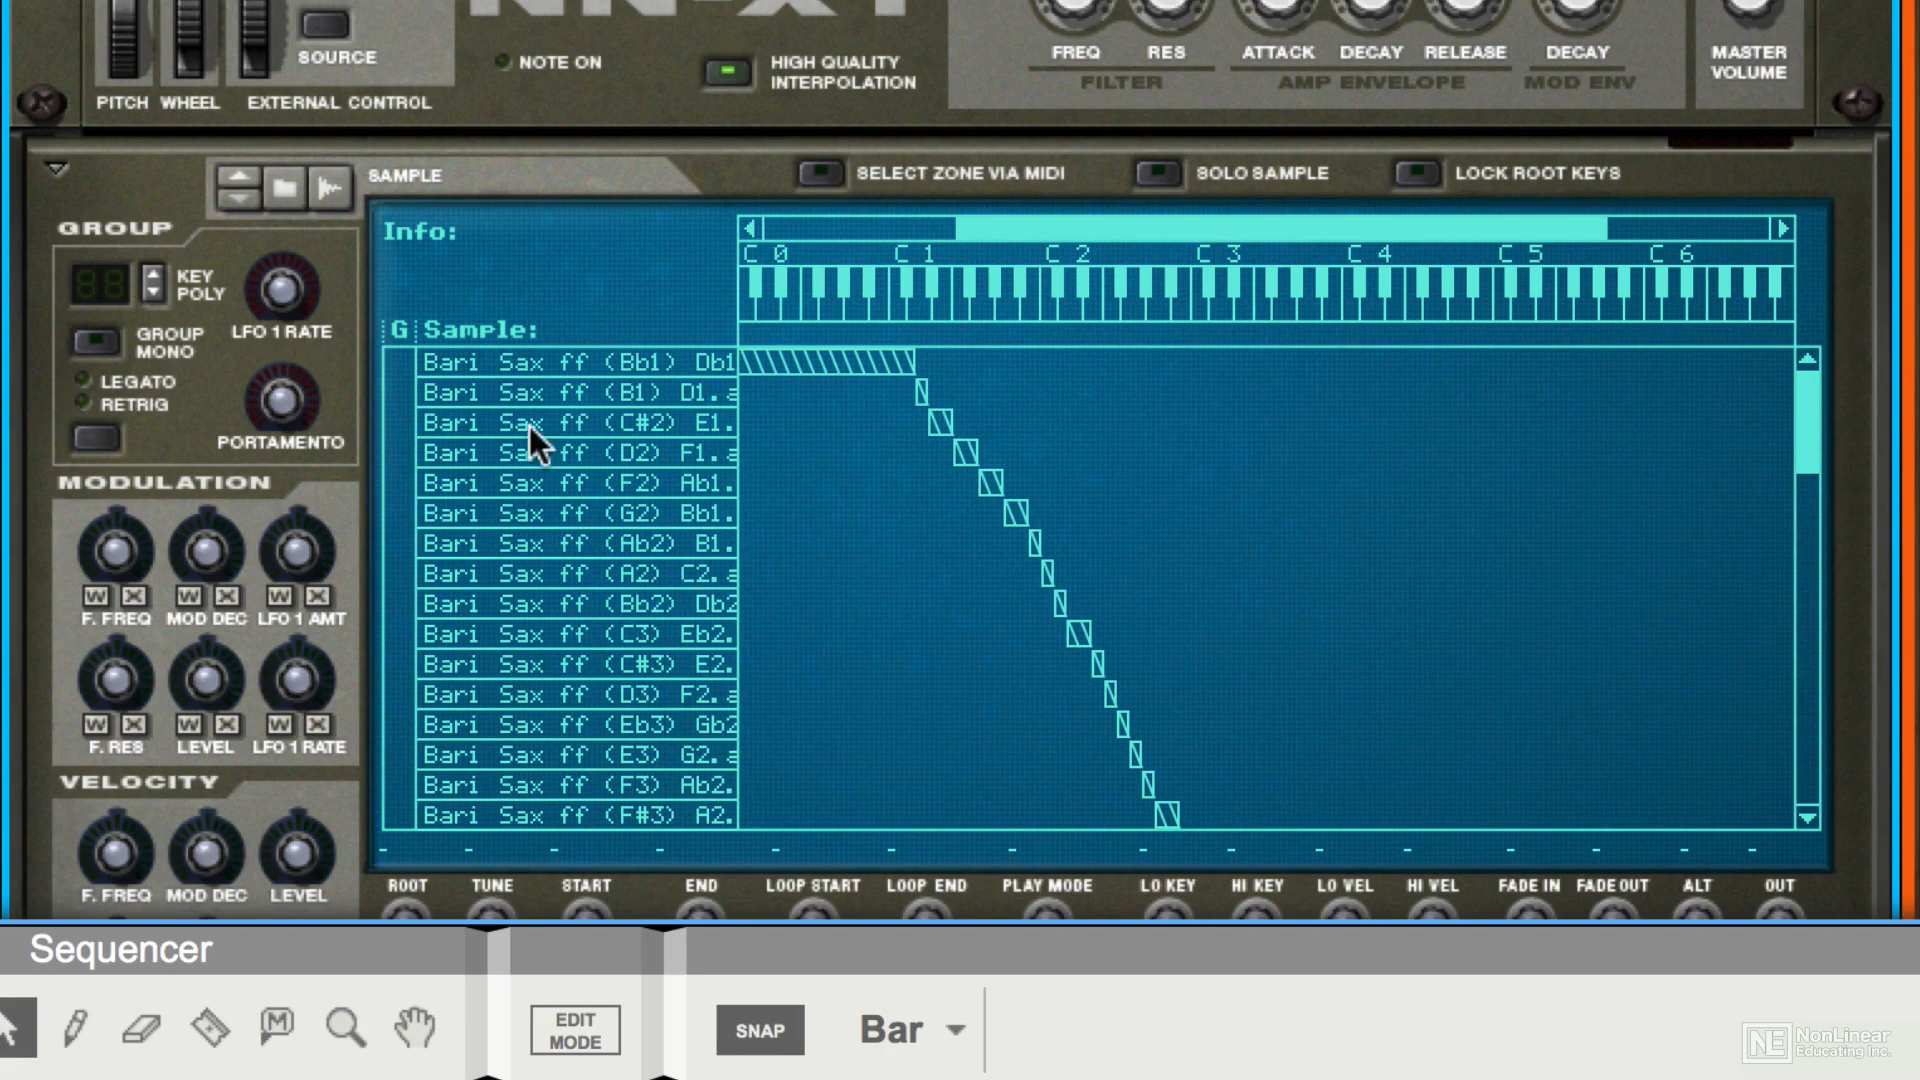 NN-XT
SOURCE
NOTE ON
HIGH QUALITY
INTERPOLATION
PITCH WHEEL EXTERNAL CONTROL
FREQ RES ATTACK DECAY RELEASE DECAY
FILTER AMP ENVELOPE MOD ENV
MASTER
VOLUME
SAMPLE SELECT ZONE VIA MIDI SOLO SAMPLE LOCK ROOT KEYS
GROUP
KEY
POLY
LFO 1 RATE
GROUP
MONO
LEGATO
RETRIG
PORTAMENTO
MODULATION
W X W X W X
F. FREQ MOD DEC LFO 1 AMT
W X W X W X
F. RES LEVEL LFO 1 RATE
VELOCITY
F. FREQ MOD DEC LEVEL
Info:
C 0 C 1 C 2 C 3 C 4 C 5 C 6
G Sample:
Bari Sax ff (Bb1) Db1
Bari Sax ff (B1) D1.a
Bari Sax ff (C#2) E1.
Bari Sax ff (D2) F1.a
Bari Sax ff (F2) Ab1.
Bari Sax ff (G2) Bb1.
Bari Sax ff (Ab2) B1.
Bari Sax ff (A2) C2.a
Bari Sax ff (Bb2) Db2
Bari Sax ff (C3) Eb2.
Bari Sax ff (C#3) E2.
Bari Sax ff (D3) F2.a
Bari Sax ff (Eb3) Gb2
Bari Sax ff (E3) G2.a
Bari Sax ff (F3) Ab2.
Bari Sax ff (F#3) A2.
- - - - - - - - - - - - - - -
ROOT TUNE START END LOOP START LOOP END PLAY MODE LO KEY HI KEY LO VEL HI VEL FADE IN FADE OUT ALT OUT
Sequencer
M
EDIT
MODE
SNAP
Bar
NE NonLinear
Educating Inc.